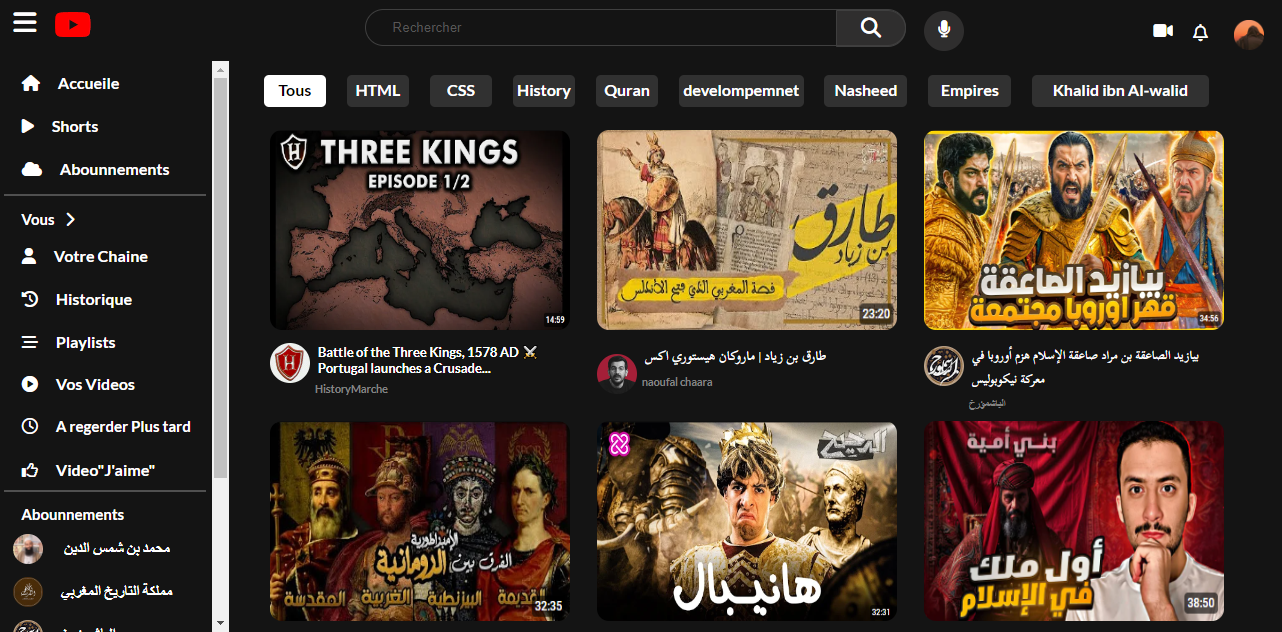 Rechercher
Accueile
Shorts
Abounnements
Vous
Votre Chaine
Historique
Playlists
Vos Videos
A regerder Plus tard
Video"J'aime"
Abounnements
محمد بن شمس الدين
مملكة التاريخ المغربي
Tous
HTML
CSS
History
Quran
develompemnet
Nasheed
Empires
Khalid ibn Al-walid
H
THREE KINGS
EPISODE 1/2
14:59
طارق
بن زياد
قصة المغربي الذي فتح الأندلس
23:20
بيازيد الصاعقة
قهر اوروبا مجتمعة
34:56
H
Battle of the Three Kings, 1578 AD ⚔
Portugal launches a Crusade...
HistoryMarche
طارق بن زياد | ماروكان هيستوري اكس
naoufal chaara
بيازيد الصاعقة بن مراد صاعقة الإسلام هزم أوروبا في
معركة نيكوبوليس
الباشمؤرخ
الإمبراطورية
الفرق بين الرومانية
القديمة البيزنطية الغربية المقدسة
32:35
الدحيح
هانيبال
32:31
بني أمية
أول ملك
في الإسلام
38:50